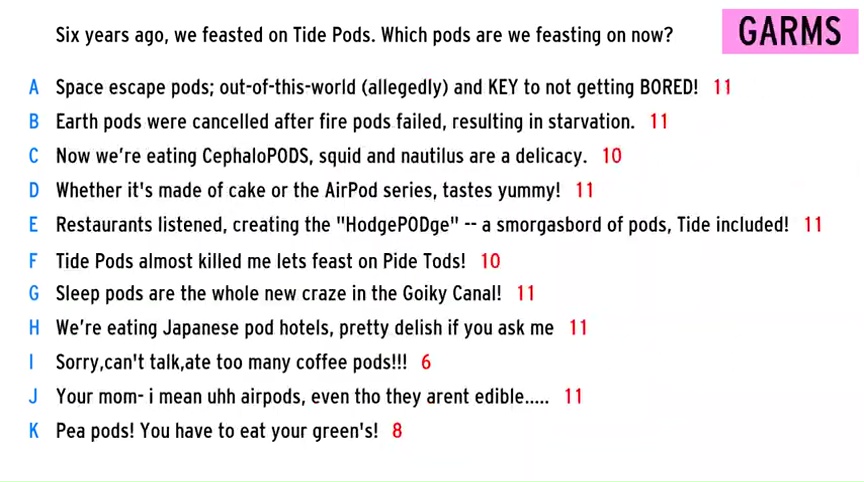 Six years ago, we feasted on Tide Pods. Which pods are we feasting on now?
GARMS
A Space escape pods; out-of-this-world (allegedly) and KEY to not getting BORED! 11
B Earth pods were cancelled after fire pods failed, resulting in starvation. 11
C Now we're eating CephaloPODS, squid and nautilus are a delicacy. 10
D Whether it's made of cake or the AirPod series, tastes yummy! 11
E Restaurants listened, creating the "HodgePODge" -- a smorgasbord of pods, Tide included! 11
F Tide Pods almost killed me lets feast on Pide Tods! 10
G Sleep pods are the whole new craze in the Goiky Canal! 11
H We're eating Japanese pod hotels, pretty delish if you ask me 11
I Sorry,can't talk,ate too many coffee pods!!! 6
J Your mom- i mean uhh airpods, even tho they arent edible..... 11
K Pea pods! You have to eat your green's! 8